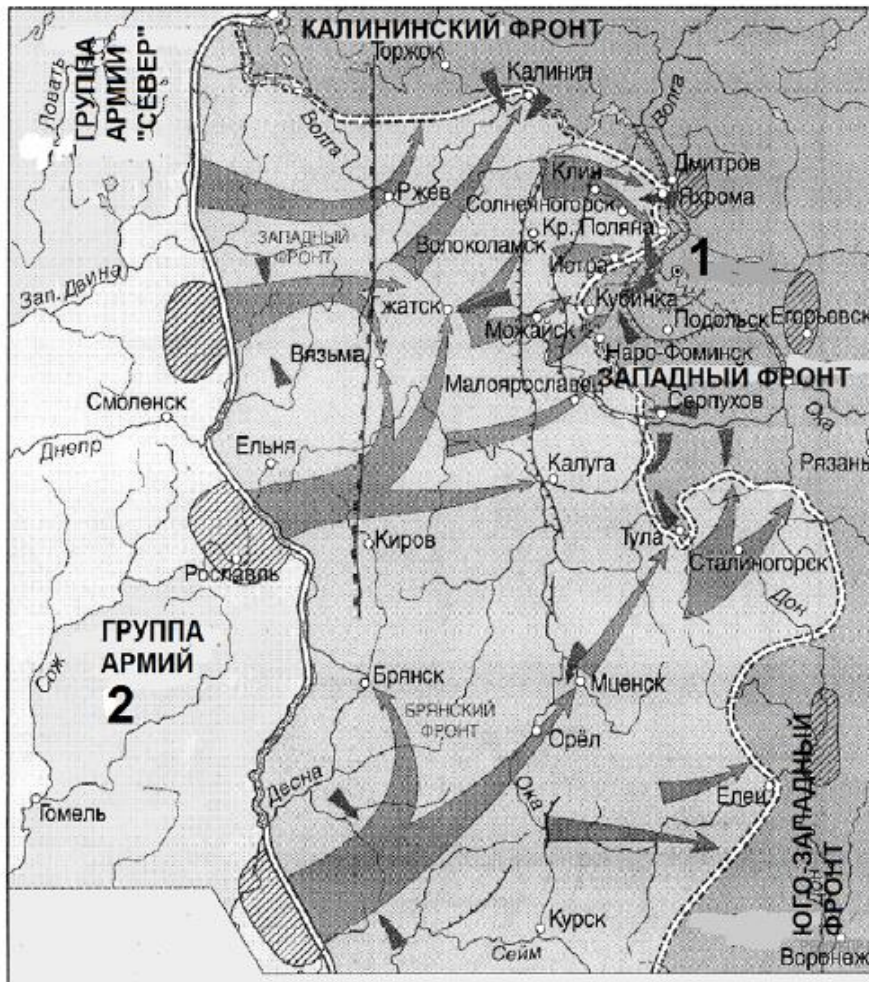 КАЛИНИНСКИЙ ФРОНТ
Торжок
ГРУППА
АРМИЙ
"СЕВЕР"
Ловать
Калинин
Волга
Волга
Дмитров
Клин
Яхрома
Ржев
Солнечногорск
Кр. Поляна
ЗАПАДНЫЙ
ФРОНТ
Волоколамск
Истра
1
Зап. Двина
Гжатск
Кубинка
Можайск
Подольск
Егорьевск
Вязьма
Наро-Фоминск
Малоярославец
ЗАПАДНЫЙ ФРОНТ
Смоленск
Серпухов
Ока
Днепр
Ельня
Калуга
Рязань
Киров
Тула
Рославль
Сталиногорск
Дон
ГРУППА
АРМИЙ
2
Сож
Брянск
Мценск
БРЯНСКИЙ
ФРОНТ
Орёл
Десна
Гомель
Ока
Елец
ЮГО-ЗАПАДНЫЙ
ФРОНТ
Дон
Курск
Сейм
Воронеж